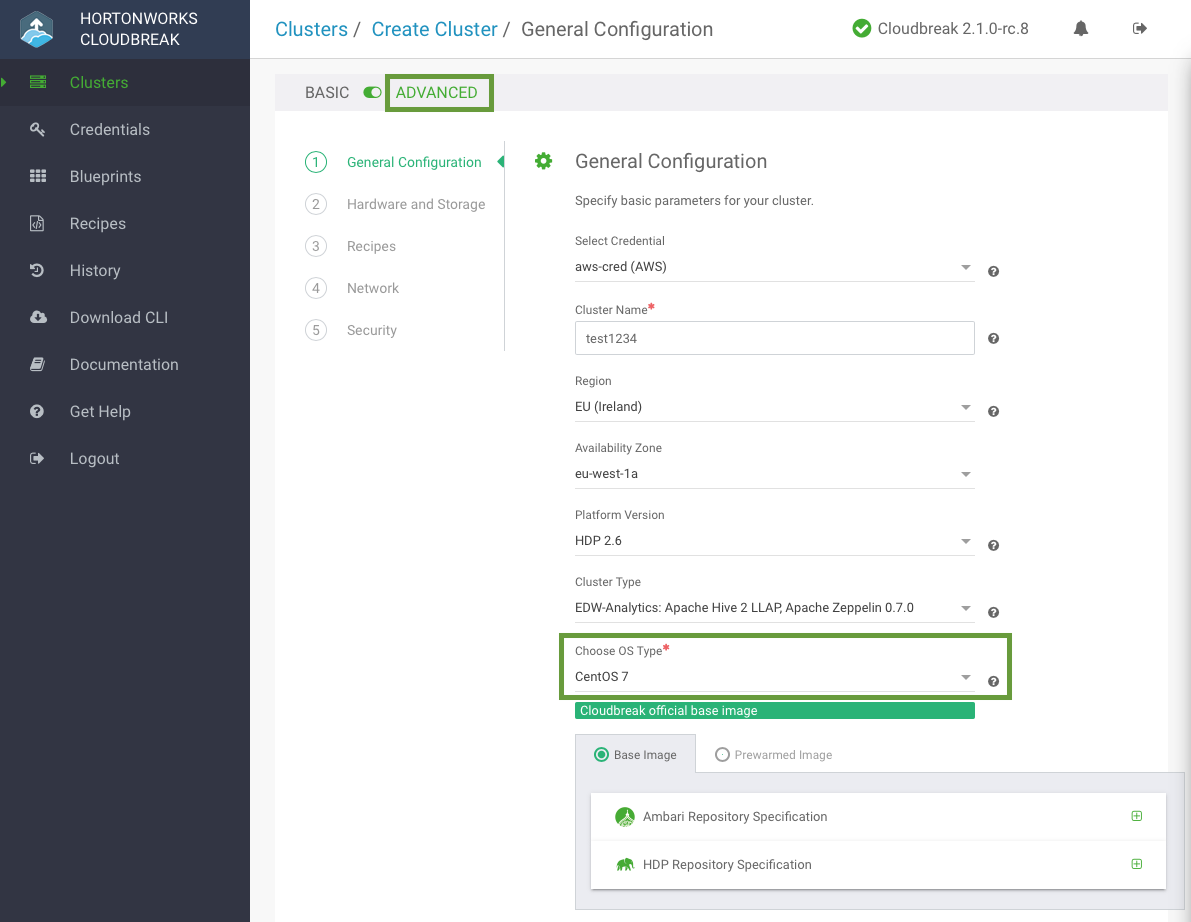 HORTONWORKS
CLOUDBREAK
Clusters / Create Cluster / General Configuration
Cloudbreak 2.1.0-rc.8
Clusters
Credentials
Blueprints
Recipes
History
Download CLI
Documentation
Get Help
Logout
BASIC ADVANCED
1 General Configuration
2 Hardware and Storage
3 Recipes
4 Network
5 Security
General Configuration
Specify basic parameters for your cluster.
Select Credential
aws-cred (AWS)
Cluster Name*
test1234
Region
EU (Ireland)
Availability Zone
eu-west-1a
Platform Version
HDP 2.6
Cluster Type
EDW-Analytics: Apache Hive 2 LLAP, Apache Zeppelin 0.7.0
Choose OS Type*
CentOS 7
Cloudbreak official base image
Base Image Prewarmed Image
Ambari Repository Specification
HDP Repository Specification